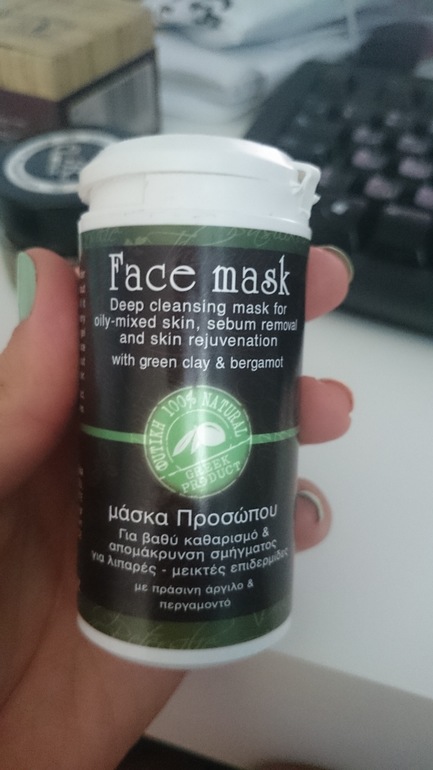 Face mask
Deep cleansing mask for
oily-mixed skin, sebum removal
and skin rejuvenation
with green clay & bergamot
ΦΥΤΙΚΗ 100% NATURAL
GREEK
PRODUCT
μάσκα Προσώπου
Για βαθύ καθαρισμό &
απομάκρυνση σμήγματος
για λιπαρές - μεικτές επιδερμίδες
με πράσινη άργιλο &
περγαμοντό